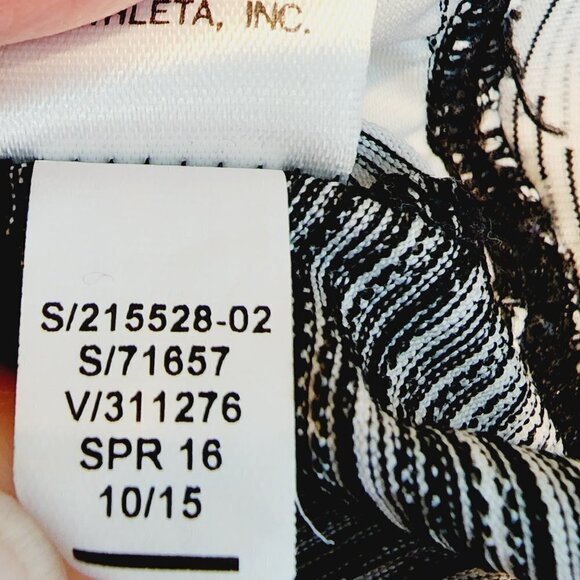 THLETA, INC.
S/215528-02
S/71657
V/311276
SPR 16
10/15